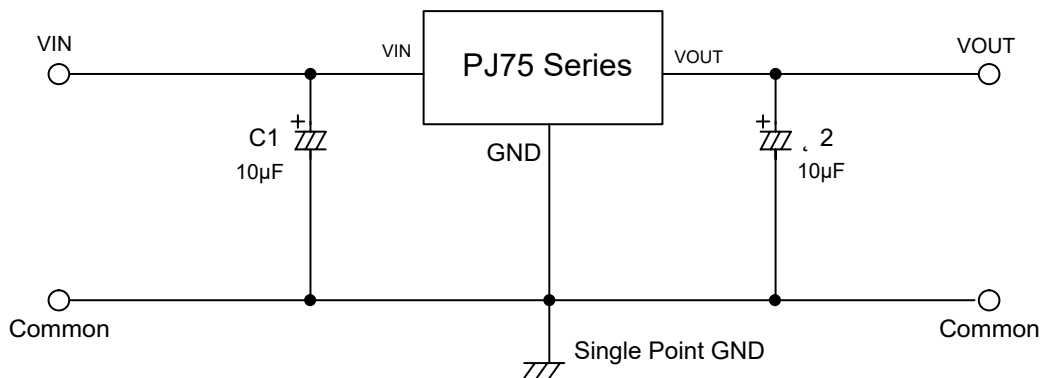 VIN
VIN
PJ75 Series
VOUT
VOUT
+
C1
10μF
GND
+
2
10μF
Common
Common
Single Point GND